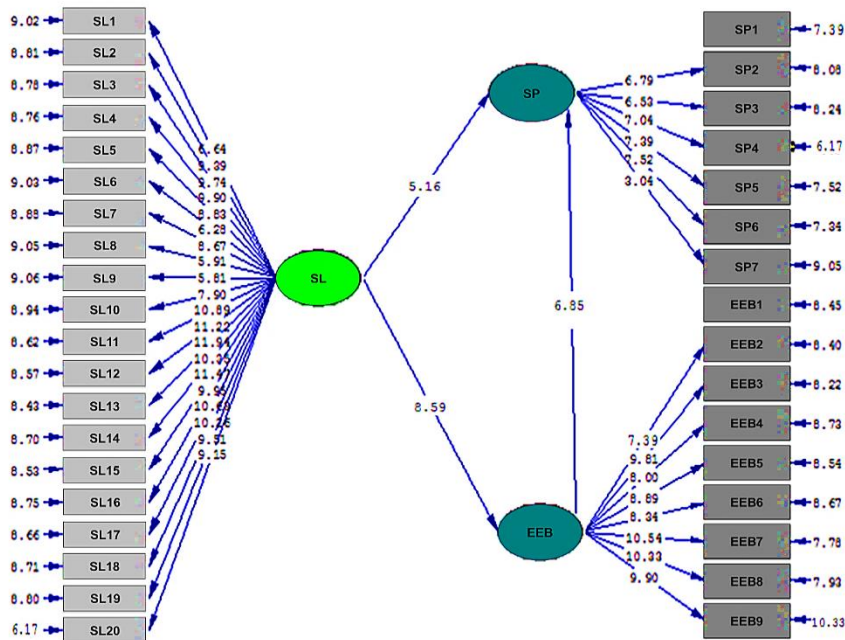 9.02 SL1
8.81 SL2
8.78 SL3
8.76 SL4
8.87 SL5
9.03 SL6
8.88 SL7
9.05 SL8
9.06 SL9
8.94 SL10
8.62 SL11
8.57 SL12
8.43 SL13
8.70 SL14
8.53 SL15
8.75 SL16
8.66 SL17
8.71 SL18
8.80 SL19
6.17 SL20
6.64
9.39
9.74
9.90
8.83
6.28
8.67
5.91
5.81
7.90
10.89
11.22
11.94
10.35
11.47
10.26
9.51
9.15
SL
5.16
8.59
SP
6.85
EEB
6.79
6.53
7.04
7.39
7.52
3.04
7.39
9.81
8.00
8.89
8.34
10.54
10.33
9.90
SP1 7.39
SP2 8.08
SP3 8.24
SP4 6.17
SP5 7.52
SP6 7.34
SP7 9.05
EEB1 8.45
EEB2 8.40
EEB3 8.22
EEB4 8.73
EEB5 8.54
EEB6 8.67
EEB7 7.78
EEB8 7.93
EEB9 10.33